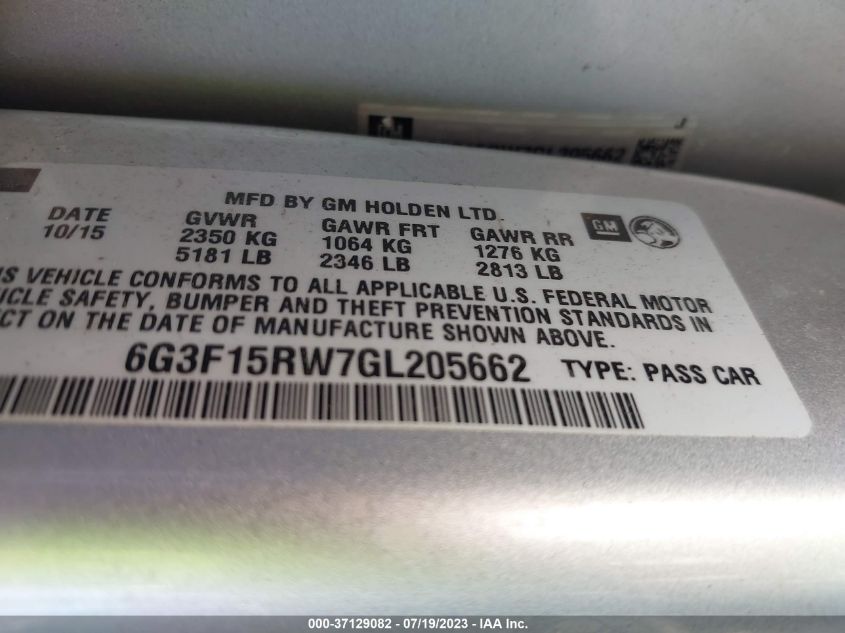 GM
205662
MFD BY GM HOLDEN LTD.
DATE GVWR GAWR FRT GAWR RR GM
10/15 2350 KG 1064 KG 1276 KG
5181 LB 2346 LB 2813 LB
VEHICLE CONFORMS TO ALL APPLICABLE U.S. FEDERAL MOTOR
SAFETY, BUMPER AND THEFT PREVENTION STANDARDS IN
ON THE DATE OF MANUFACTURE SHOWN ABOVE.
6G3F15RW7GL205662 TYPE: PASS CAR
000-37129082 - 07/19/2023 - IAA Inc.